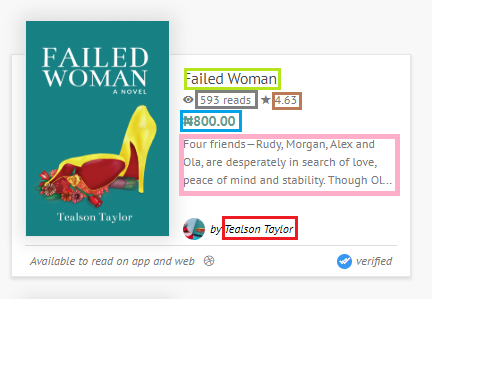 FAILED
WOMAN
A NOVEL
Tealson Taylor
Failed Woman
593 reads ★ 4.63
₦800.00
Four friends—Rudy, Morgan, Alex and
Ola, are desperately in search of love,
peace of mind and stability. Though OL...
by Tealson Taylor
Available to read on app and web
verified